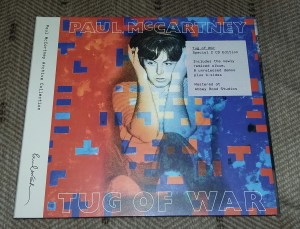 PAUL McCARTNEY
Tug of War
Special 2 CD Edition
Includes the newly
remixed album,
8 unreleased demos
plus b-sides
Remastered at
Abbey Road Studios
Paul McCartney Archive Collection
TUG OF WAR